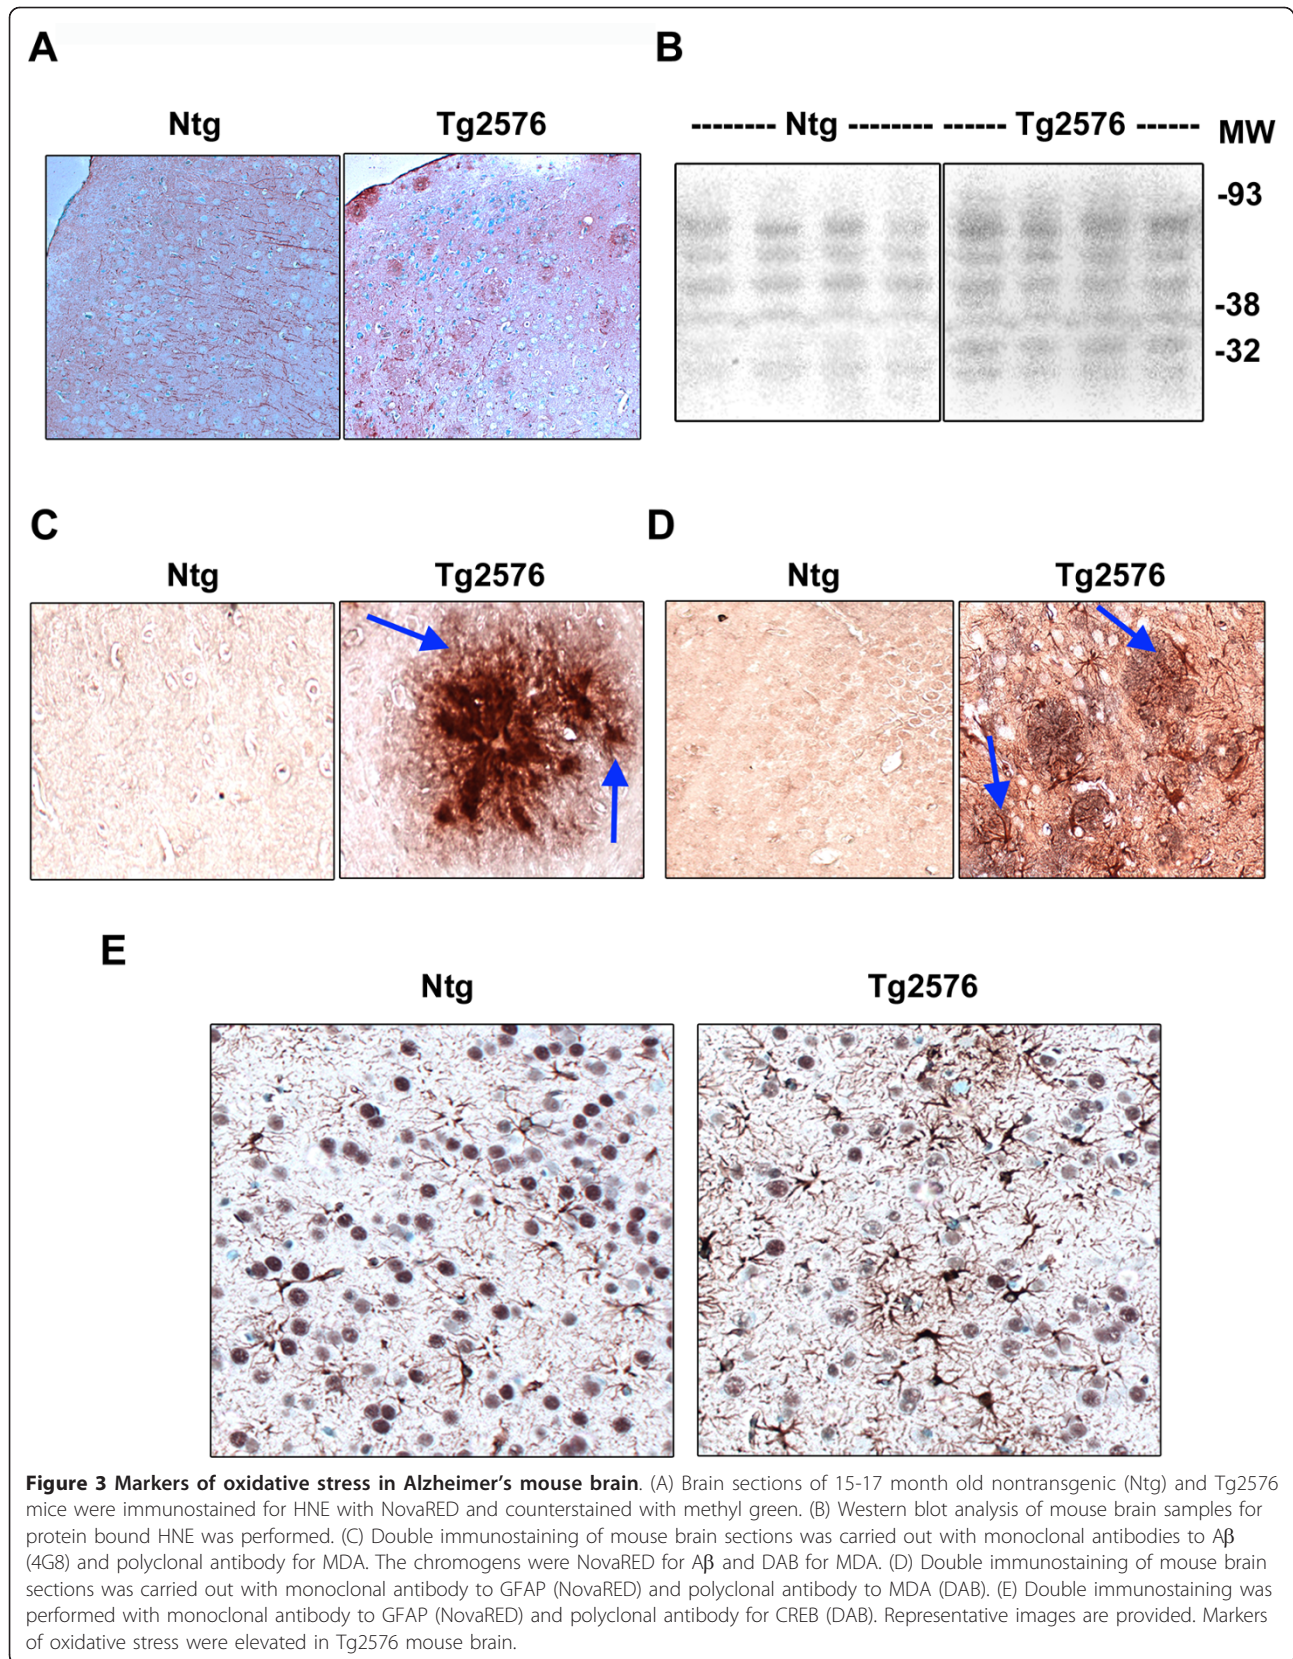 A
B
Ntg
Tg2576
-------- Ntg -------- ------ Tg2576 ------
MW
-93
-38
-32
C
D
Ntg
Tg2576
Ntg
Tg2576
E
Ntg
Tg2576
Figure 3 Markers of oxidative stress in Alzheimer's mouse brain. (A) Brain sections of 15-17 month old nontransgenic (Ntg) and Tg2576
mice were immunostained for HNE with NovaRED and counterstained with methyl green. (B) Western blot analysis of mouse brain samples for
protein bound HNE was performed. (C) Double immunostaining of mouse brain sections was carried out with monoclonal antibodies to Aβ
(4G8) and polyclonal antibody for MDA. The chromogens were NovaRED for Aβ and DAB for MDA. (D) Double immunostaining of mouse brain
sections was carried out with monoclonal antibody to GFAP (NovaRED) and polyclonal antibody to MDA (DAB). (E) Double immunostaining was
performed with monoclonal antibody to GFAP (NovaRED) and polyclonal antibody for CREB (DAB). Representative images are provided. Markers
of oxidative stress were elevated in Tg2576 mouse brain.